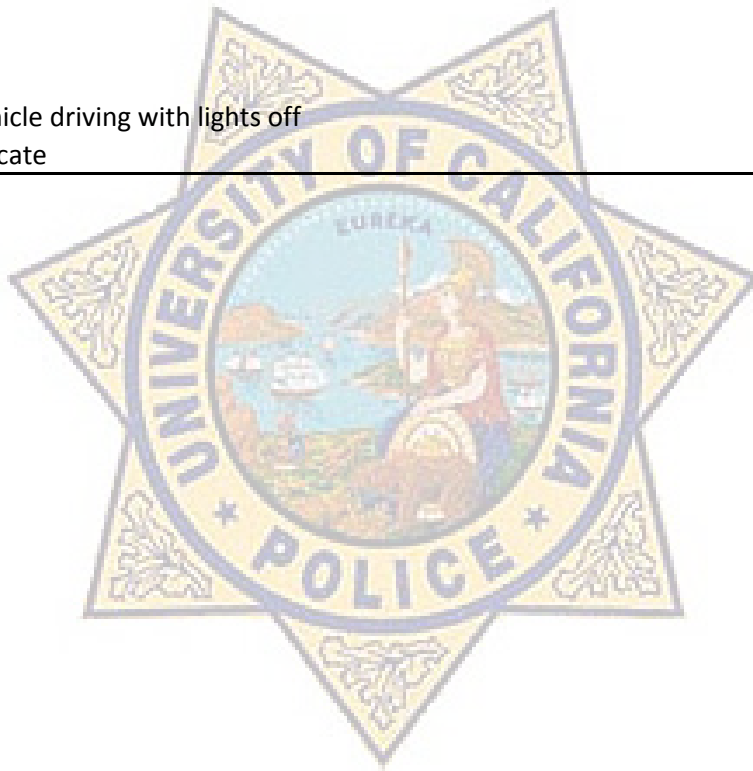 icle driving with lights off
cate
UNIVERSITY OF CALIFORNIA
EUREKA
★ POLICE ★